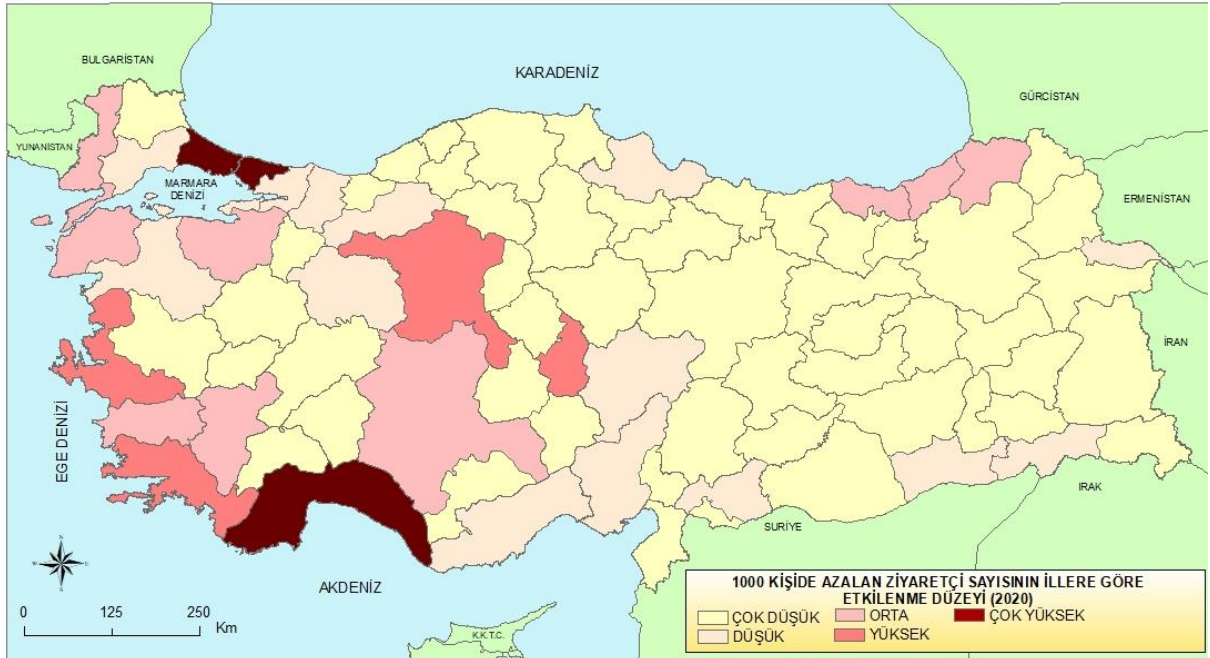 BULGARİSTAN
KARADENİZ
GÜRCİSTAN
YUNANİSTAN
MARMARA
DENİZİ
ERMENİSTAN
İRAN
EGE DENİZİ
IRAK
SURİYE
AKDENİZ
K.K.T.C.
N
E
S
W
0 125 250
Km
1000 KİŞİDE AZALAN ZİYARETÇİ SAYISININ İLLERE GÖRE
ETKİLENME DÜZEYİ (2020)
ÇOK DÜŞÜK ORTA ÇOK YÜKSEK
DÜŞÜK YÜKSEK